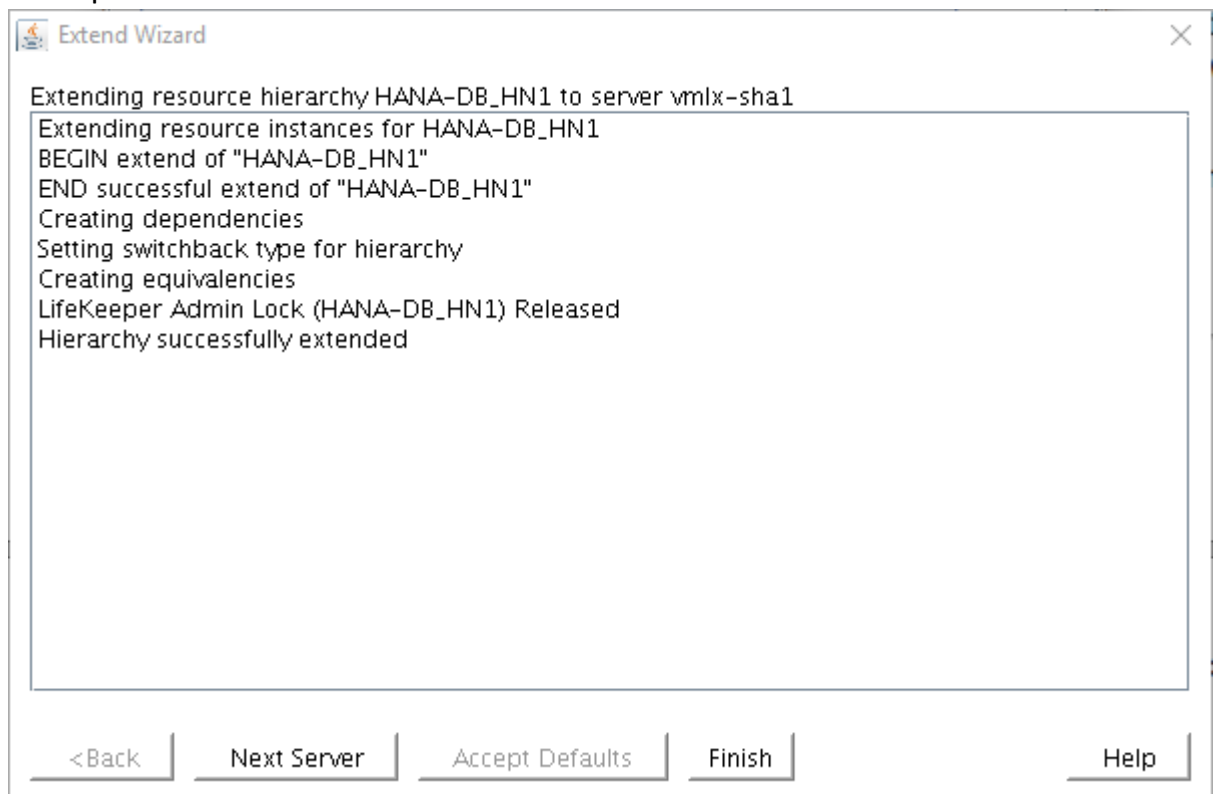 Extend Wizard
Extending resource hierarchy HANA-DB_HN1 to server vmlx-sha1
Extending resource instances for HANA-DB_HN1
BEGIN extend of "HANA-DB_HN1"
END successful extend of "HANA-DB_HN1"
Creating dependencies
Setting switchback type for hierarchy
Creating equivalencies
LifeKeeper Admin Lock (HANA-DB_HN1) Released
Hierarchy successfully extended
<Back Next Server Accept Defaults Finish Help